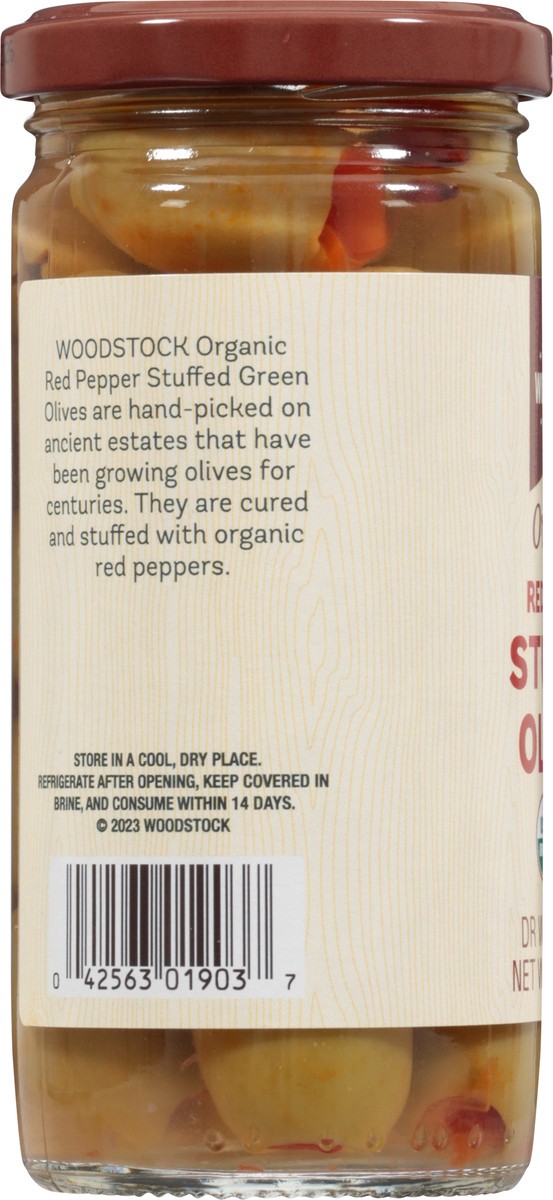 WOODSTOCK Organic
Red Pepper Stuffed Green
Olives are hand-picked on
ancient estates that have
been growing olives for
centuries. They are cured
and stuffed with organic
red peppers.
STORE IN A COOL, DRY PLACE.
REFRIGERATE AFTER OPENING, KEEP COVERED IN
BRINE, AND CONSUME WITHIN 14 DAYS.
© 2023 WOODSTOCK
0 42563 01903 7
DR
NET